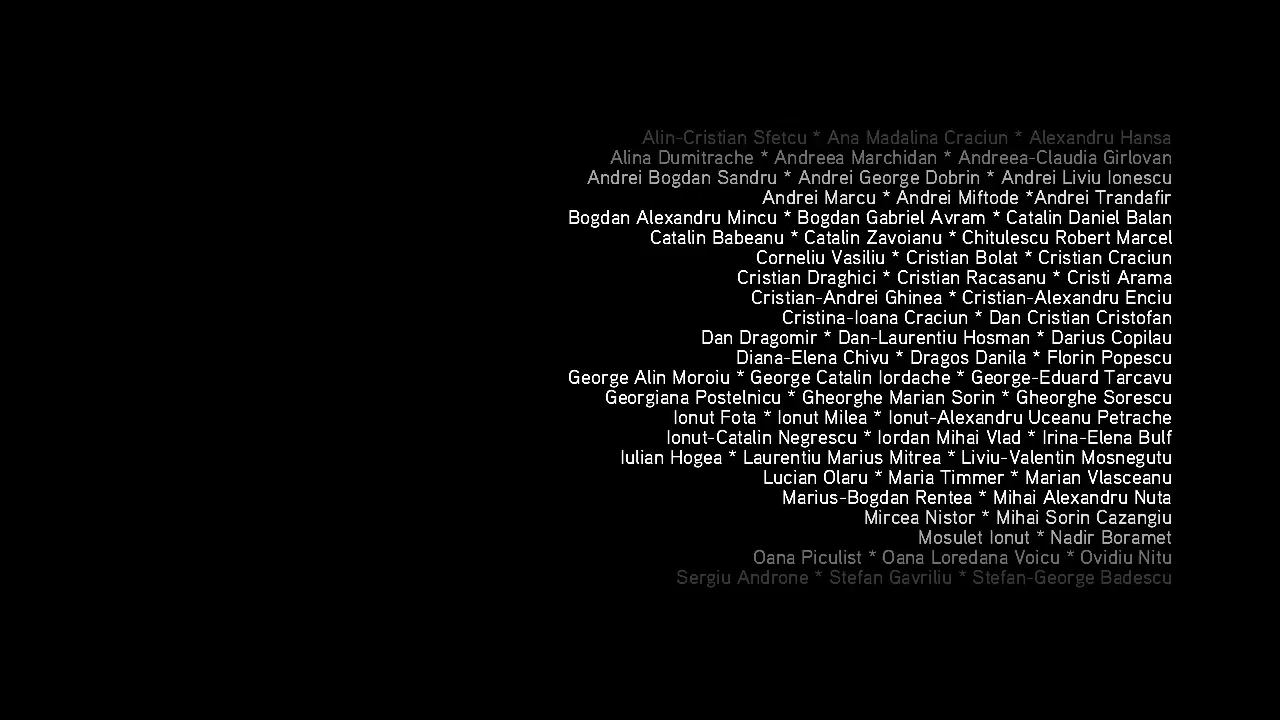 Alin-Cristian Sfetcu * Ana Madalina Craciun * Alexandru Hansa
Alina Dumitrache * Andreea Marchidan * Andreea-Claudia Girlovan
Andrei Bogdan Sandru * Andrei George Dobrin * Andrei Liviu Ionescu
Andrei Marcu * Andrei Miftode *Andrei Trandafir
Bogdan Alexandru Mincu * Bogdan Gabriel Avram * Catalin Daniel Balan
Catalin Babeanu * Catalin Zavoianu * Chitulescu Robert Marcel
Corneliu Vasiliu * Cristian Bolat * Cristian Craciun
Cristian Draghici * Cristian Racasanu * Cristi Arama
Cristian-Andrei Ghinea * Cristian-Alexandru Enciu
Cristina-Ioana Craciun * Dan Cristian Cristofan
Dan Dragomir * Dan-Laurentiu Hosman * Darius Copilau
Diana-Elena Chivu * Dragos Danila * Florin Popescu
George Alin Moroiu * George Catalin Iordache * George-Eduard Tarcavu
Georgiana Postelnicu * Gheorghe Marian Sorin * Gheorghe Sorescu
Ionut Fota * Ionut Milea * Ionut-Alexandru Uceanu Petrache
Ionut-Catalin Negrescu * Iordan Mihai Vlad * Irina-Elena Bulf
Iulian Hogea * Laurentiu Marius Mitrea * Liviu-Valentin Mosnegutu
Lucian Olaru * Maria Timmer * Marian Vlasceanu
Marius-Bogdan Rentea * Mihai Alexandru Nuta
Mircea Nistor * Mihai Sorin Cazangiu
Mosulet Ionut * Nadir Boramet
Oana Piculist * Oana Loredana Voicu * Ovidiu Nitu
Sergiu Androne * Stefan Gavriliu * Stefan-George Badescu